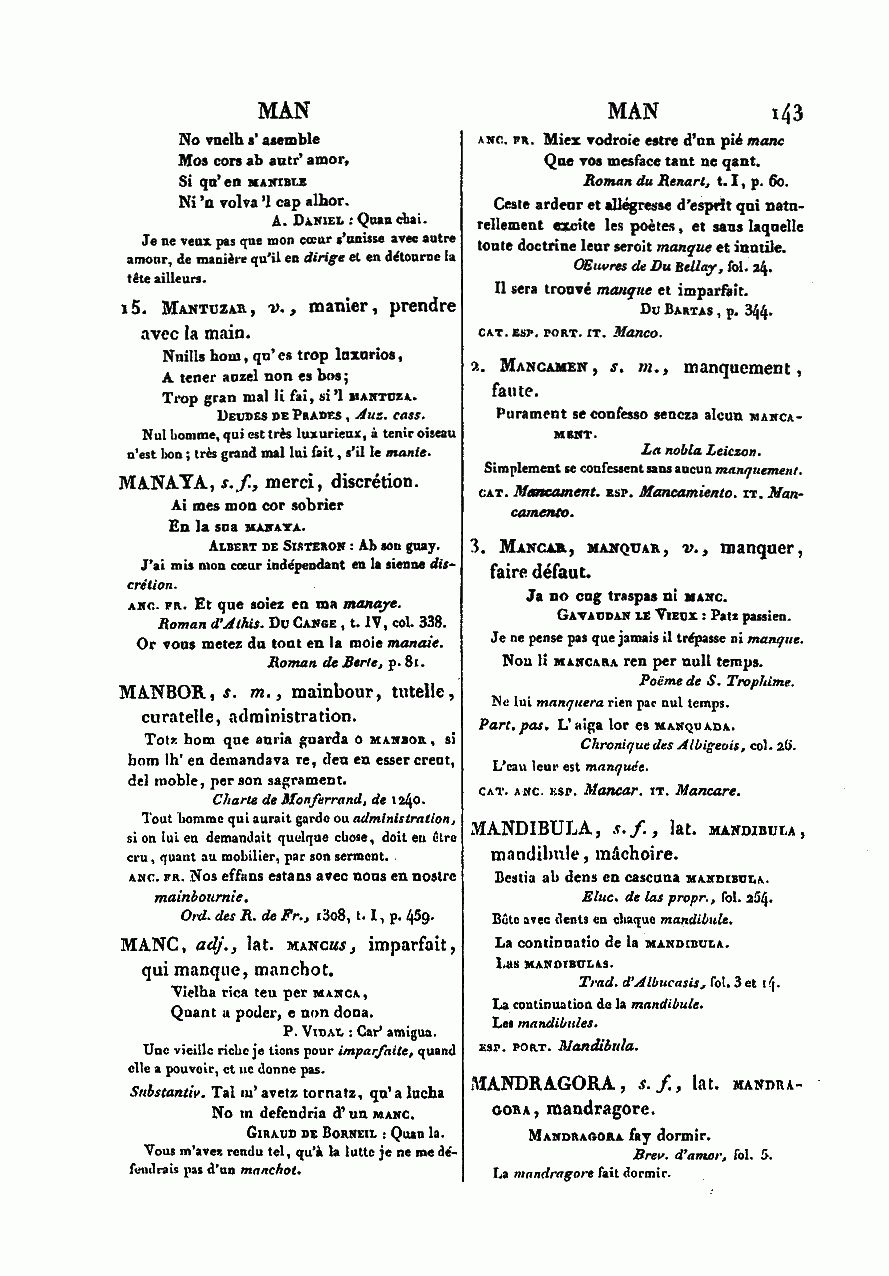 MAN
No vuelh s' asemble
Mos cors ab autr' amor,
Si qu'en MANIBLE
Ni 'n volva 'l cap alhor.
A. DANIEL : Quan chai.
Je ne veux pas que mon cœur s'unisse avec autre
amour, de manière qu'il en dirige et en détourne la
tête ailleurs.
15. MANTUZAR, v., manier, prendre
avec la main.
Nuills hom, qu'es trop luxurios,
A tener auzel non es bos;
Trop gran mal li fai, si 'l MANTUZA.
DEUDES DE PRADES, Auz. cass.
Nul homme, qui est très luxurieux, à tenir oiseau
n'est bon ; très grand mal lui fait, s'il le manie.
MANAYA, s. f., merci, discrétion.
Ai mes mon cor sobrier
En la sua MANAYA.
ALBERT DE SISTERON : Ab son guay.
J'ai mis mon cœur indépendant en la sienne dis-
crétion.
ANC. FR. Et que soiez en ma manaye.
Roman d'Athis. DU CANGE, t. IV, col. 338.
Or vous metez du tout en la moie manaie.
Roman de Berte, p. 81.
MANBOR, s. m., mainbour, tutelle,
curatelle, administration.
Totz hom que auria guarda o MANBOR, si
hom lh' en demandava re, deu en esser creut,
del moble, per son sagrament.
Charte de Monferrand, de 1240.
Tout homme qui aurait garde ou administration,
si on lui en demandait quelque chose, doit en être
cru, quant au mobilier, par son serment.
ANC. FR. Nos effans estans avec nous en nostre
mainbournie.
Ord. des R. de Fr., 1308, t. I, p. 459.
MANC, adj., lat. MANCus, imparfait,
qui manque, manchot.
Vielha rica teu per MANCA,
Quant a poder, e non dona.
P. VIDAL : Car' amigua.
Une vieille riche je tiens pour imparfaite, quand
elle a pouvoir, et ne donne pas.
Substantiv. Tal m' avetz tornatz, qu' a lucha
No m defendria d' un MANC.
GIRAUD DE BORNEIL : Quan la.
Vous m'avez rendu tel, qu'à la lutte je ne me dé-
fendrais pas d'un manchot.
MAN 143
ANC. FR. Miex vodroie estre d'un pié manc
Que vos mesface tant ne qant.
Roman du Renart, t. I, p. 60.
Ceste ardeur et allégresse d'esprit qui natu-
rellement excite les poètes, et sans laquelle
toute doctrine leur seroit manque et inutile.
Œuvres de Du Bellay, fol. 24.
Il sera trouvé manque et imparfait.
DU BARTAS, p. 344.
CAT. ESP. PORT. IT. Manco.
2. MANCAMEN, s. m., manquement,
faute.
Purament se confesso sencza alcun MANCA-
MENT.
La nobla Leiczon.
Simplement se confessent sans aucun manquement.
CAT. Mancament. ESP. Mancamiento. IT. Man-
camento.
3. MANCAR, MANQUAR, v., manquer,
faire défaut.
Ja no cug traspas ni MANC.
GAVAUDAN LE VIEUX : Patz passien.
Je ne pense pas que jamais il trépasse ni manque.
Non li MANCARA ren per null temps.
Poëme de S. Trophime.
Ne lui manquera rien par nul temps.
Part. pas. L' aiga lor es MANQUADA.
Chronique des Albigeois, col. 26.
L'eau leur est manquée.
CAT. ANC. ESP. Mancar. IT. Mancare.
MANDIBULA, s. f., lat. MANDIBULA,
mandibule, mâchoire.
Bestia ab dens en cascuna MANDIBULA.
Eluc. de las propr., fol. 254.
Bête avec dents en chaque mandibule.
La continuatio de la MANDIBULA.
Las MANDIBULAS.
Trad. d'Albucasis, fol. 3 et 14.
La continuation de la mandibule.
Les mandibules.
ESP. PORT. Mandibula.
MANDRAGORA, s. f., lat. MANDRA-
GORA, mandragore.
MANDRAGORA fay dormir.
Brev. d'amor, fol. 5.
La mandragore fait dormir.